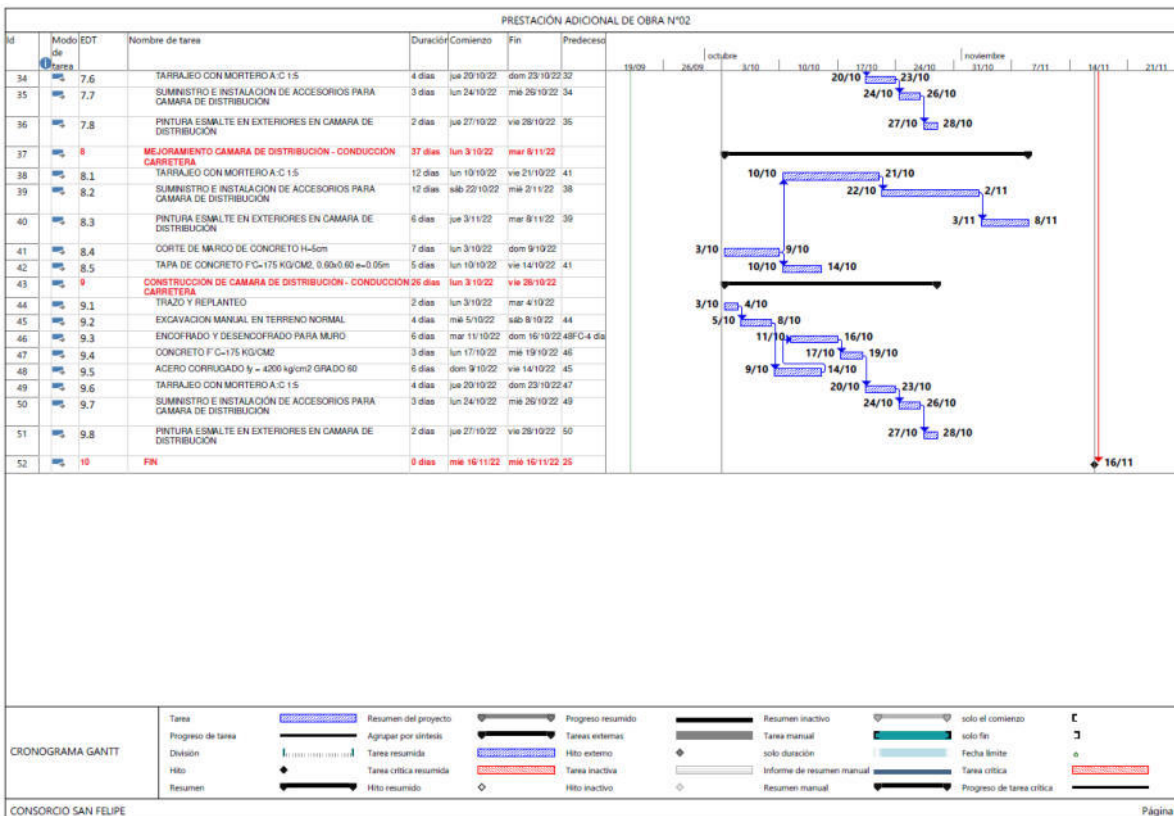 PRESTACIÓN ADICIONAL DE OBRA N°02
Id Modo de tarea EDT Nombre de tarea Duración Comienzo Fin Predeceso
octubre noviembre
19/09 26/09 3/10 10/10 17/10 24/10 31/10 7/11 14/11 21/11
34 7.6 TARRAJEO CON MORTERO A:C 1:5 4 días jue 20/10/22 dom 23/10/22 32 20/10 23/10
35 7.7 SUMINISTRO E INSTALACIÓN DE ACCESORIOS PARA CAMARA DE DISTRIBUCIÓN 3 días lun 24/10/22 mié 26/10/22 34 24/10 26/10
36 7.8 PINTURA ESMALTE EN EXTERIORES EN CAMARA DE DISTRIBUCIÓN 2 días jue 27/10/22 vie 28/10/22 35 27/10 28/10
37 8 MEJORAMIENTO CAMARA DE DISTRIBUCIÓN - CONDUCCIÓN CARRETERA 37 días lun 3/10/22 mar 8/11/22
38 8.1 TARRAJEO CON MORTERO A:C 1:5 12 días lun 10/10/22 vie 21/10/22 41 10/10 21/10
39 8.2 SUMINISTRO E INSTALACIÓN DE ACCESORIOS PARA CAMARA DE DISTRIBUCIÓN 12 días sáb 22/10/22 mié 2/11/22 38 22/10 2/11
40 8.3 PINTURA ESMALTE EN EXTERIORES EN CAMARA DE DISTRIBUCIÓN 6 días jue 3/11/22 mar 8/11/22 39 3/11 8/11
41 8.4 CORTE DE MARCO DE CONCRETO H=5cm 7 días lun 3/10/22 dom 9/10/22 3/10 9/10
42 8.5 TAPA DE CONCRETO F'C=175 KG/CM2, 0.60x0.60 e=0.05m 5 días lun 10/10/22 vie 14/10/22 41 10/10 14/10
43 9 CONSTRUCCIÓN DE CAMARA DE DISTRIBUCIÓN - CONDUCCIÓN CARRETERA 26 días lun 3/10/22 vie 28/10/22
44 9.1 TRAZO Y REPLANTEO 2 días lun 3/10/22 mar 4/10/22 3/10 4/10
45 9.2 EXCAVACION MANUAL EN TERRENO NORMAL 4 días mié 5/10/22 sáb 8/10/22 44 5/10 8/10
46 9.3 ENCOFRADO Y DESENCOFRADO PARA MURO 6 días mar 11/10/22 dom 16/10/22 48FC-4 día 11/10 16/10
47 9.4 CONCRETO F´C=175 KG/CM2 3 días lun 17/10/22 mié 19/10/22 46 17/10 19/10
48 9.5 ACERO CORRUGADO fy = 4200 kg/cm2 GRADO 60 6 días dom 9/10/22 vie 14/10/22 45 9/10 14/10
49 9.6 TARRAJEO CON MORTERO A:C 1:5 4 días jue 20/10/22 dom 23/10/22 47 20/10 23/10
50 9.7 SUMINISTRO E INSTALACIÓN DE ACCESORIOS PARA CAMARA DE DISTRIBUCIÓN 3 días lun 24/10/22 mié 26/10/22 49 24/10 26/10
51 9.8 PINTURA ESMALTE EN EXTERIORES EN CAMARA DE DISTRIBUCIÓN 2 días jue 27/10/22 vie 28/10/22 50 27/10 28/10
52 10 FIN 0 días mié 16/11/22 mié 16/11/22 25 16/11
CRONOGRAMA GANTT
Tarea Resumen del proyecto Progreso resumido Resumen inactivo solo el comienzo
Progreso de tarea Agrupar por síntesis Tareas externas Tarea manual solo fin
División Tarea resumida Hito externo solo duración Fecha límite
Hito Tarea crítica resumida Tarea inactiva Informe de resumen manual Tarea crítica
Resumen Hito resumido Hito inactivo Resumen manual Progreso de tarea crítica
CONSORCIO SAN FELIPE Página